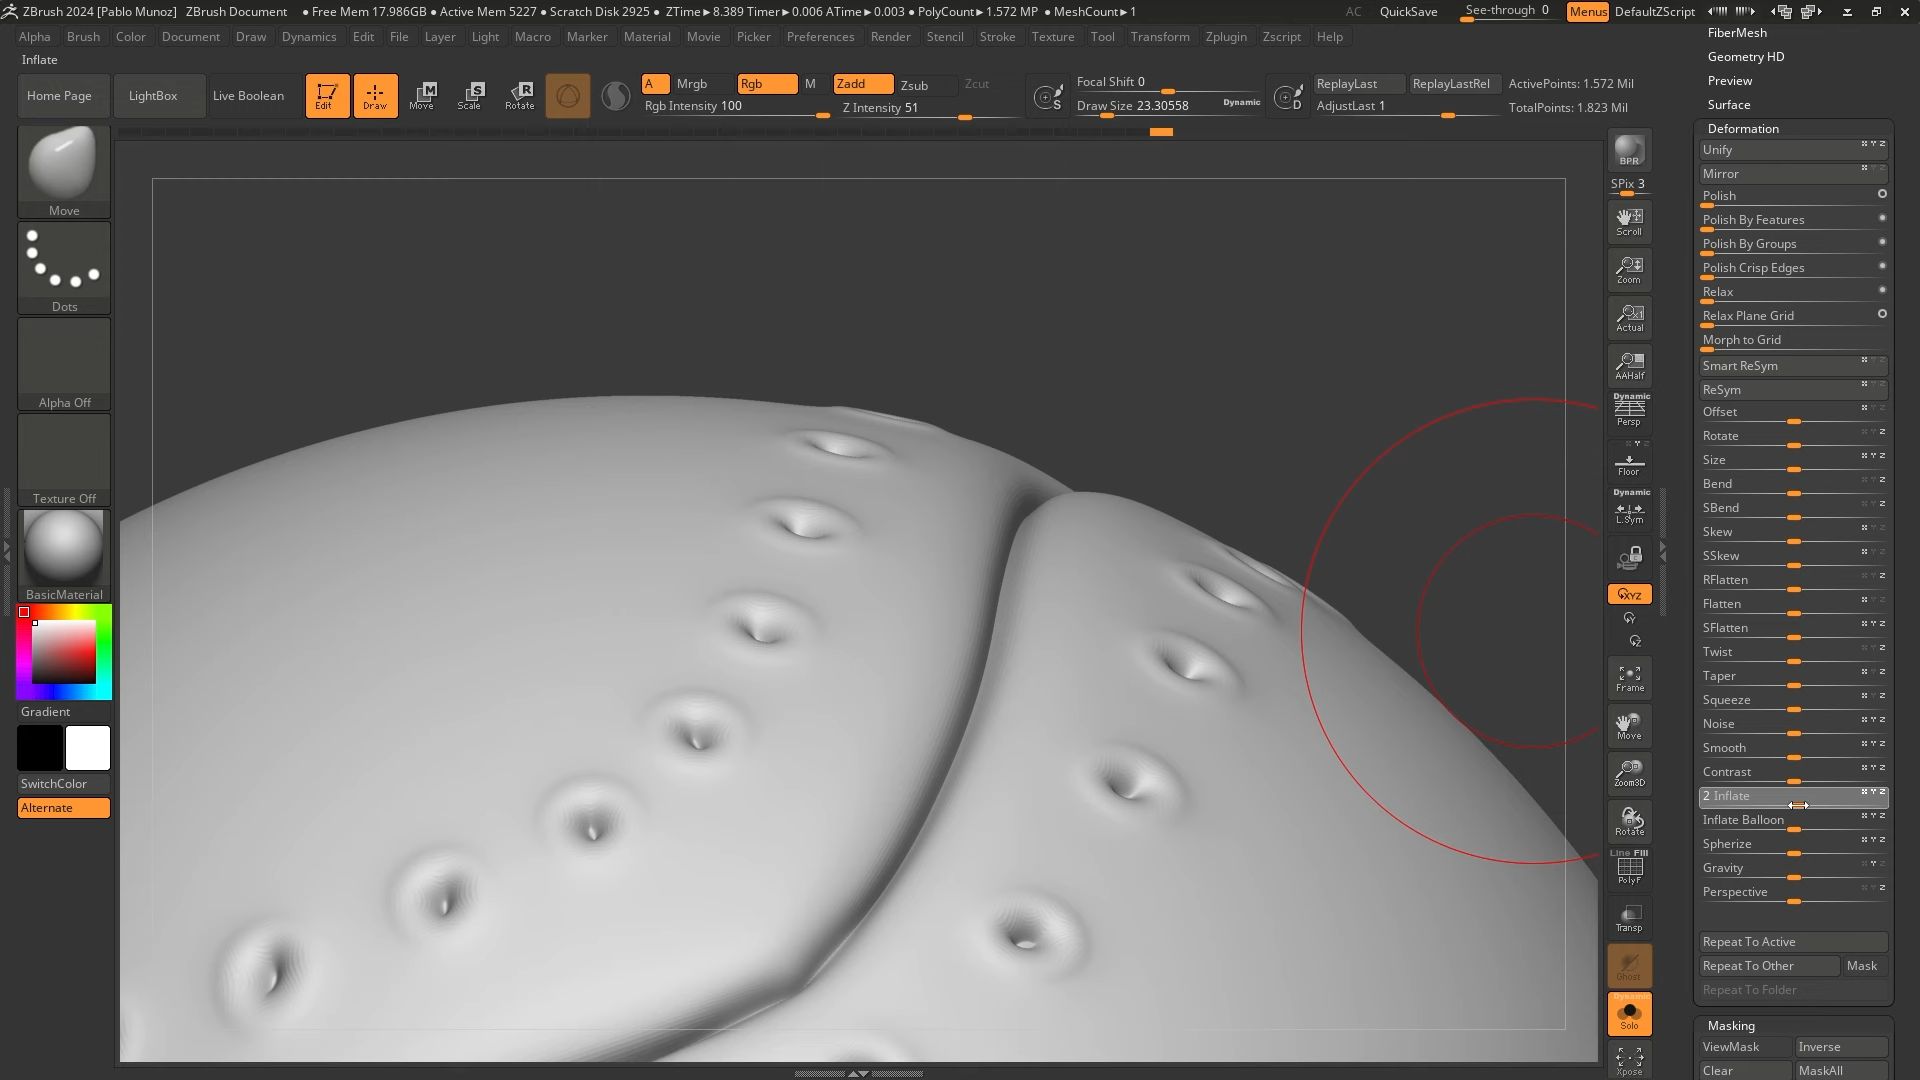 ZBrush 2024 [Pablo Munoz] ZBrush Document ● Free Mem 17.986GB ● Active Mem 5227 ● Scratch Disk 2925 ● ZTime►8.389 Timer►0.006 ATime►0.003 ● PolyCount►1.572 MP ● MeshCount►1 AC QuickSave See-through 0 Menus DefaultZScript
Alpha Brush Color Document Draw Dynamics Edit File Layer Light Macro Marker Material Movie Picker Preferences Render Stencil Stroke Texture Tool Transform Zplugin Zscript Help
Inflate
Home Page LightBox Live Boolean Edit Draw Move Scale Rotate
A Mrgb Rgb M Zadd Zsub Zcut
Rgb Intensity 100 Z Intensity 51
S
Focal Shift 0
Draw Size 23.30558 Dynamic
D
ReplayLast ReplayLastRel ActivePoints: 1.572 Mil
AdjustLast 1 TotalPoints: 1.823 Mil
Move
Dots
Alpha Off
Texture Off
BasicMaterial
Gradient
SwitchColor
Alternate
BPR
SPix 3
Scroll
Zoom
Actual
AAHalf
Dynamic
Persp
Floor
Dynamic
L.Sym
XYZ
Y
Z
Frame
Move
Zoom3D
Rotate
Line Fill
PolyF
Transp
Ghost
Dynamic
Solo
Xpose
FiberMesh
Geometry HD
Preview
Surface
Deformation
Unify
Mirror
Polish
Polish By Features
Polish By Groups
Polish Crisp Edges
Relax
Relax Plane Grid
Morph to Grid
Smart ReSym
ReSym
Offset
Rotate
Size
Bend
SBend
Skew
SSkew
RFlatten
Flatten
SFlatten
Twist
Taper
Squeeze
Noise
Smooth
Contrast
2 Inflate
Inflate Balloon
Spherize
Gravity
Perspective
Repeat To Active
Repeat To Other Mask
Repeat To Folder
Masking
ViewMask Inverse
Clear MaskAll